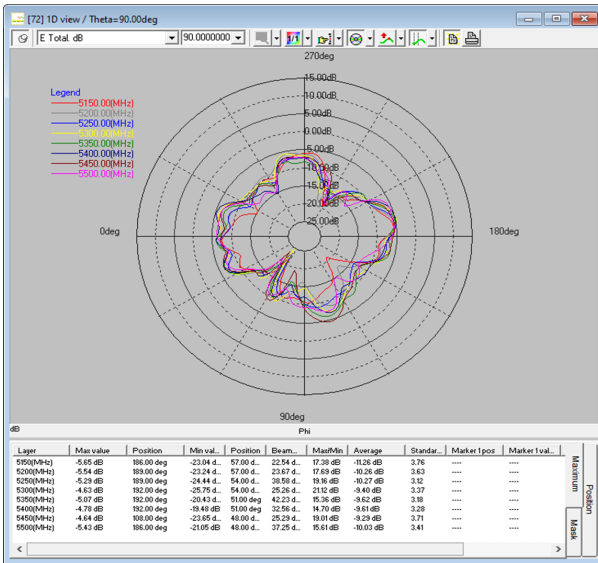 [72] 1D view / Theta=90.00deg
E Total. dB 90.0000000 1/1
270deg
15.00dB
10.00dB
5.00dB
0.00dB
5.00dB
10.00dB
15.00dB
20.00dB
25.00dB
Legend
5150.00(MHz)
5200.00(MHz)
5250.00(MHz)
5300.00(MHz)
5350.00(MHz)
5400.00(MHz)
5450.00(MHz)
5500.00(MHz)
0deg
180deg
90deg
dB
Phi
Layer Max value Position Min val... Position Beam... Max/Min Average Standar... Marker 1 pos Marker 1 val...
5150(MHz) -5.65 dB 186.00 deg -23.04 d... 57.00 d... 22.54 d... 17.38 dB -11.26 dB 3.76 ---- ----
5200(MHz) -5.54 dB 189.00 deg -23.24 d... 57.00 d... 23.67 d... 17.69 dB -10.26 dB 3.63 ---- ----
5250(MHz) -5.29 dB 189.00 deg -24.44 d... 54.00 d... 38.58 d... 19.16 dB -10.27 dB 3.12 ---- ----
5300(MHz) -4.63 dB 192.00 deg -25.75 d... 54.00 d... 25.26 d... 21.12 dB -9.40 dB 3.37 ---- ----
5350(MHz) -5.07 dB 192.00 deg -20.43 d... 51.00 deg 42.23 d... 15.36 dB -9.62 dB 3.18 ---- ----
5400(MHz) -4.78 dB 192.00 deg -19.48 dB 51.00 deg 32.56 d... 14.70 dB -9.61 dB 3.28 ---- ----
5450(MHz) -4.64 dB 108.00 deg -23.65 d... 48.00 d... 25.29 d... 19.01 dB -9.29 dB 3.71 ---- ----
5500(MHz) -5.43 dB 186.00 deg -21.05 dB 48.00 d... 37.25 d... 15.61 dB -10.03 dB 3.41 ---- ----
Maximum
Position
Mask